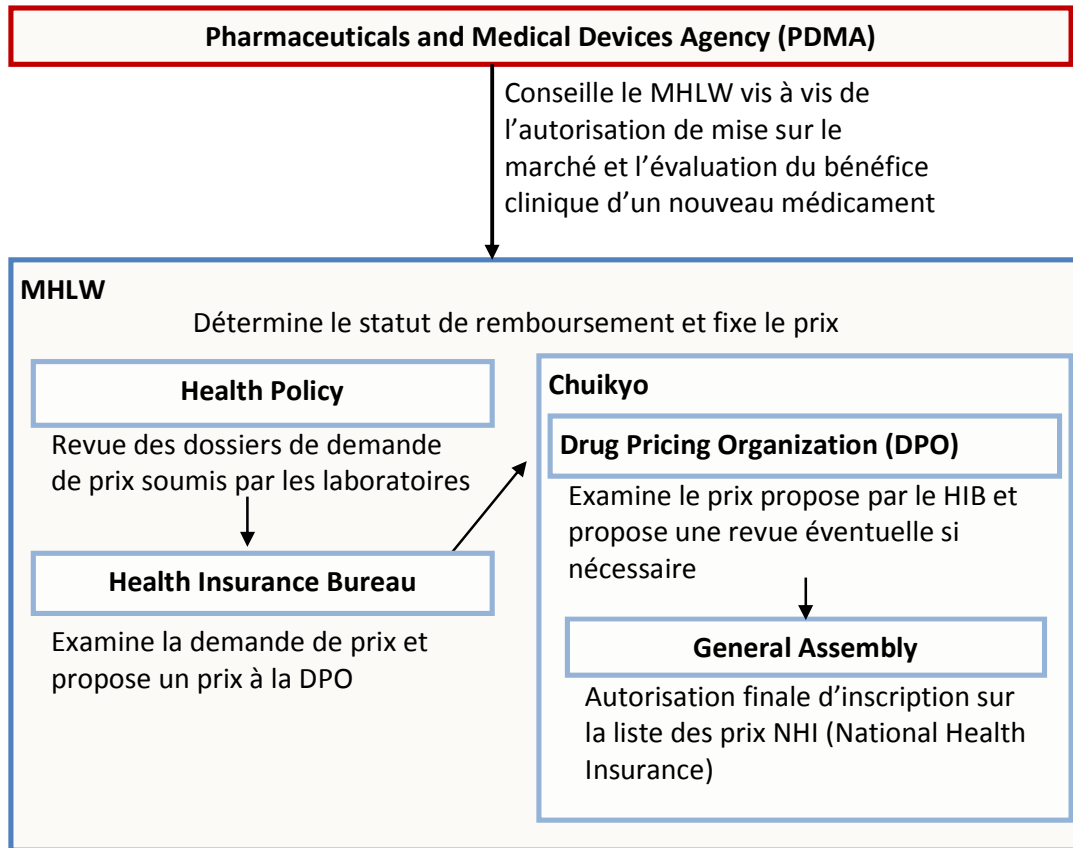 Pharmaceuticals and Medical Devices Agency (PDMA)
Conseille le MHLW vis à vis de
l’autorisation de mise sur le
marché et l’évaluation du bénéfice
clinique d’un nouveau médicament
MHLW
Détermine le statut de remboursement et fixe le prix
Health Policy
Revue des dossiers de demande
de prix soumis par les laboratoires
Health Insurance Bureau
Examine la demande de prix et
propose un prix à la DPO
Chuikyo
Drug Pricing Organization (DPO)
Examine le prix propose par le HIB et
propose une revue éventuelle si
nécessaire
General Assembly
Autorisation finale d’inscription sur
la liste des prix NHI (National Health
Insurance)